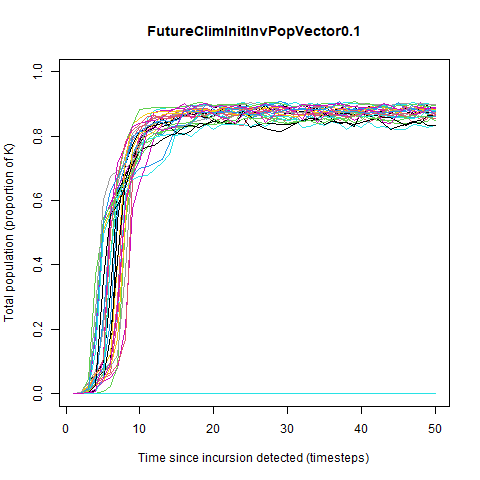 FutureClimInitInvPopVector0.1
Total population (proportion of K)
1.0
0.8
0.6
0.4
0.2
0.0
0 10 20 30 40 50
Time since incursion detected (timesteps)